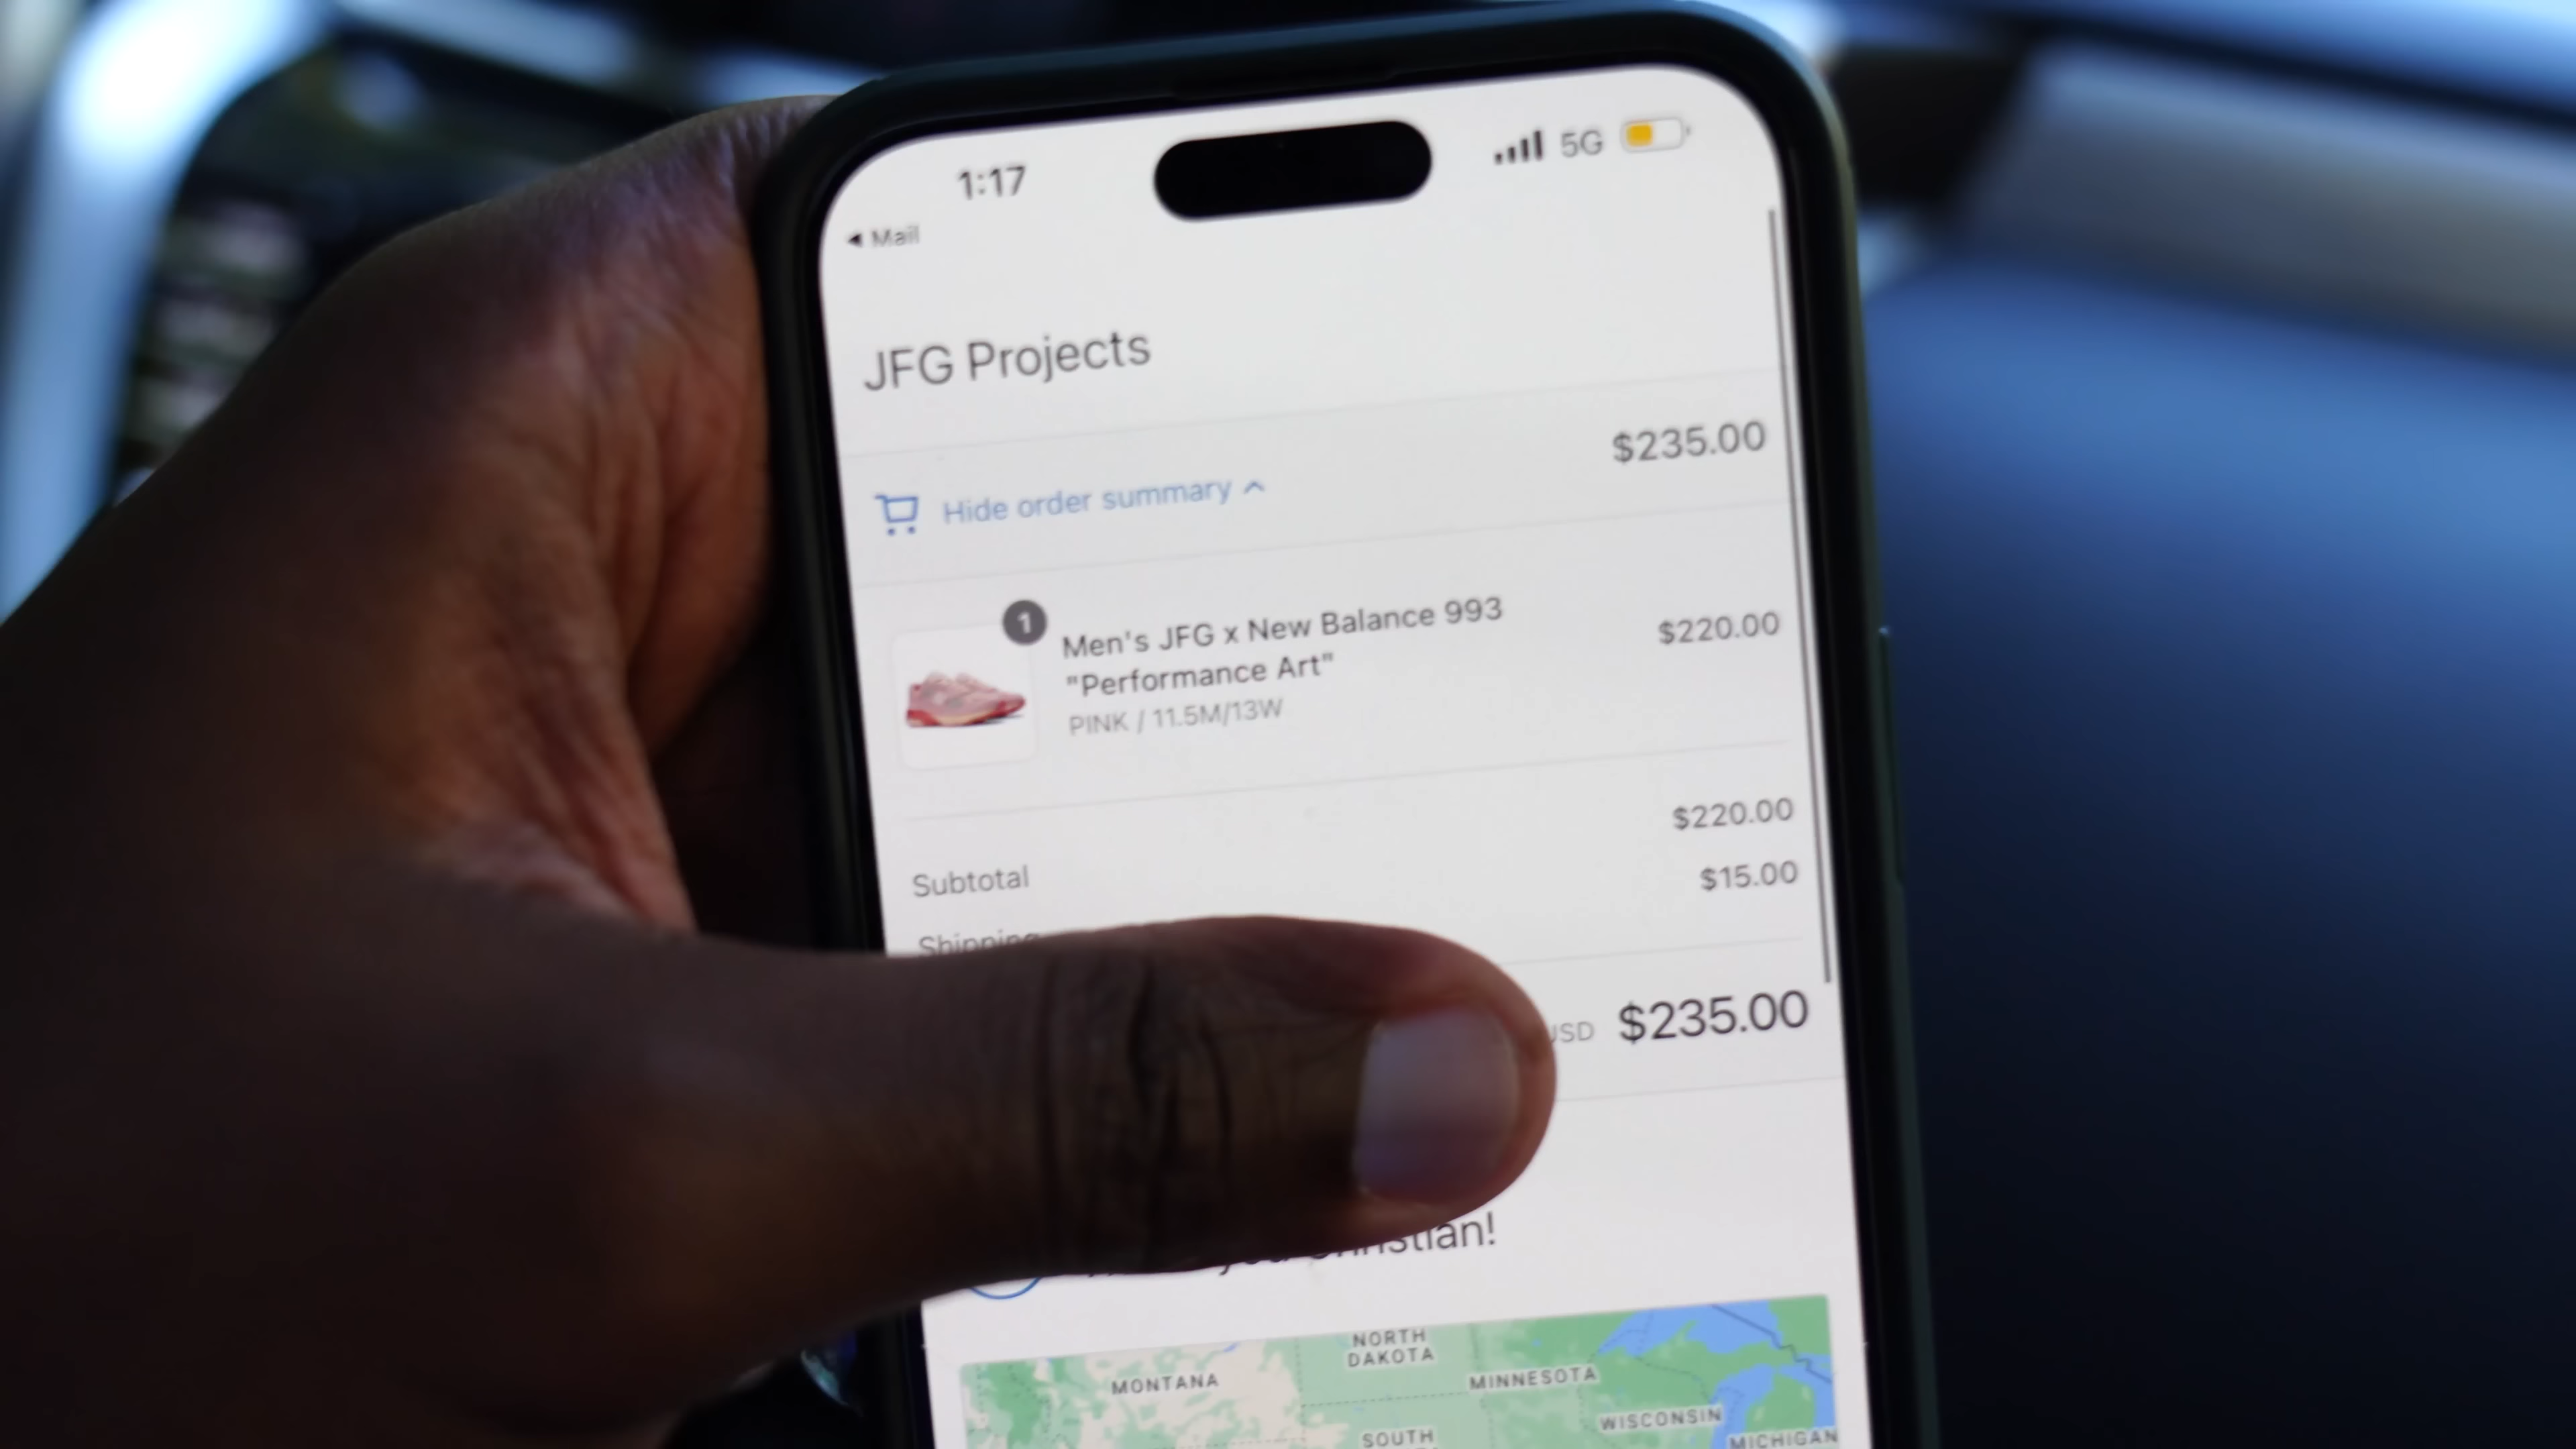 1:17
5G
Mail
JFG Projects
Hide order summary
$235.00
1
Men's JFG x New Balance 993
"Performance Art"
PINK / 11.5M/13W
$220.00
Subtotal
$220.00
Shipping
$15.00
$235.00
NORTH
DAKOTA
MONTANA
MINNESOTA
WISCONSIN
SOUTH
MICHIGAN